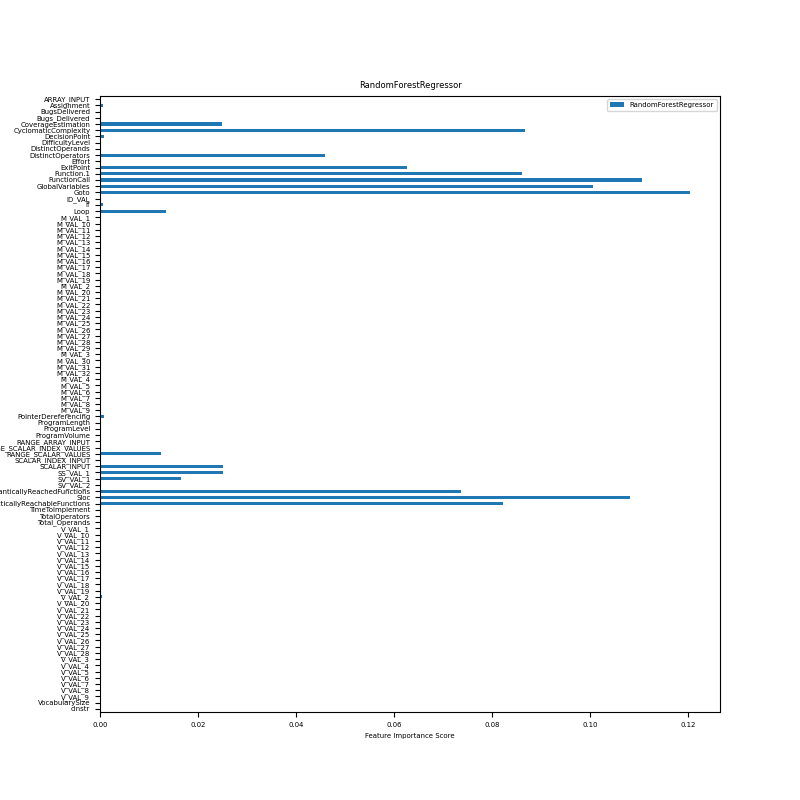 RandomForestRegressor
RandomForestRegressor
ARRAY_INPUT
Assignment
BugsDelivered
Bugs_Delivered
CoverageEstimation
CyclomaticComplexity
DecisionPoint
DifficultyLevel
DistinctOperands
DistinctOperators
Effort
ExitPoint
Function.1
FunctionCall
GlobalVariables
Goto
ID_VAL
If
Loop
M_VAL_1
M_VAL_10
M_VAL_11
M_VAL_12
M_VAL_13
M_VAL_14
M_VAL_15
M_VAL_16
M_VAL_17
M_VAL_18
M_VAL_19
M_VAL_2
M_VAL_20
M_VAL_21
M_VAL_22
M_VAL_23
M_VAL_24
M_VAL_25
M_VAL_26
M_VAL_27
M_VAL_28
M_VAL_29
M_VAL_3
M_VAL_30
M_VAL_31
M_VAL_32
M_VAL_4
M_VAL_5
M_VAL_6
M_VAL_7
M_VAL_8
M_VAL_9
PointerDereferencing
ProgramLength
ProgramLevel
ProgramVolume
RANGE_ARRAY_INPUT
E_SCALAR_INDEX_VALUES
RANGE_SCALAR_VALUES
SCALAR_INDEX_INPUT
SCALAR_INPUT
SS_VAL_1
SV_VAL_1
SV_VAL_2
anticallyReachedFunctions
Sloc
ticallyReachableFunctions
TimeToImplement
TotalOperators
Total_Operands
V_VAL_1
V_VAL_10
V_VAL_11
V_VAL_12
V_VAL_13
V_VAL_14
V_VAL_15
V_VAL_16
V_VAL_17
V_VAL_18
V_VAL_19
V_VAL_2
V_VAL_20
V_VAL_21
V_VAL_22
V_VAL_23
V_VAL_24
V_VAL_25
V_VAL_26
V_VAL_27
V_VAL_28
V_VAL_3
V_VAL_4
V_VAL_5
V_VAL_6
V_VAL_7
V_VAL_8
V_VAL_9
VocabularySize
cinstr
0.00 0.02 0.04 0.06 0.08 0.10 0.12
Feature Importance Score